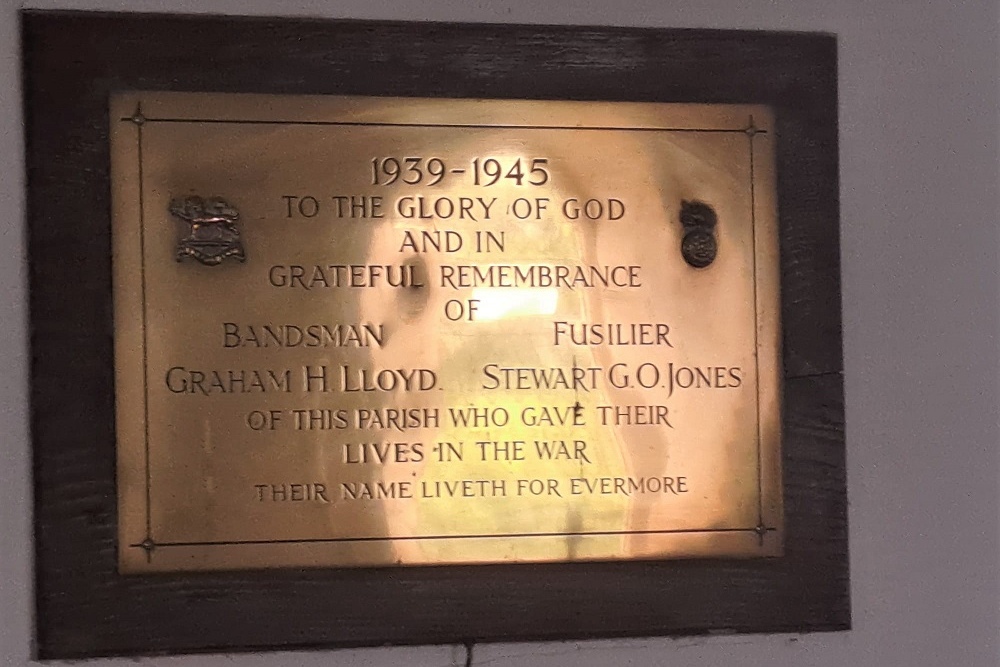 1939-1945
TO THE GLORY OF GOD
AND IN
GRATEFUL REMEMBRANCE
OF
BANDSMAN FUSILIER
GRAHAM H. LLOYD. STEWART G.O. JONES
OF THIS PARISH WHO GAVE THEIR
LIVES IN THE WAR
THEIR NAME LIVETH FOR EVERMORE